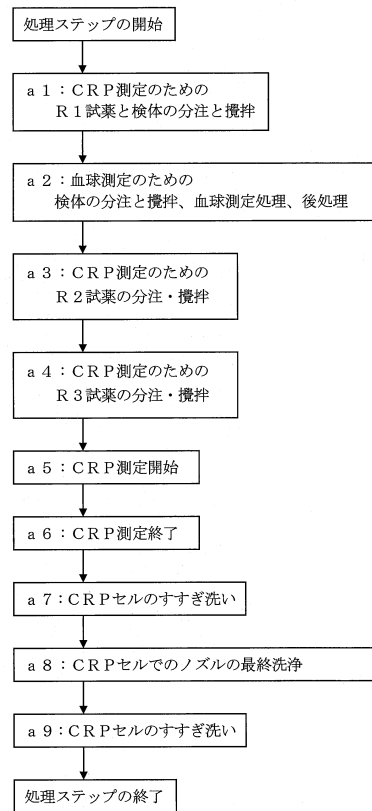 処理ステップの開始
a1:CRP測定のための
R1試薬と検体の分注と攪拌
a2:血球測定のための
検体の分注と攪拌、血球測定処理、後処理
a3:CRP測定のための
R2試薬の分注・攪拌
a4:CRP測定のための
R3試薬の分注・攪拌
a5:CRP測定開始
a6:CRP測定終了
a7:CRPセルのすすぎ洗い
a8:CRPセルでのノズルの最終洗浄
a9:CRPセルのすすぎ洗い
処理ステップの終了